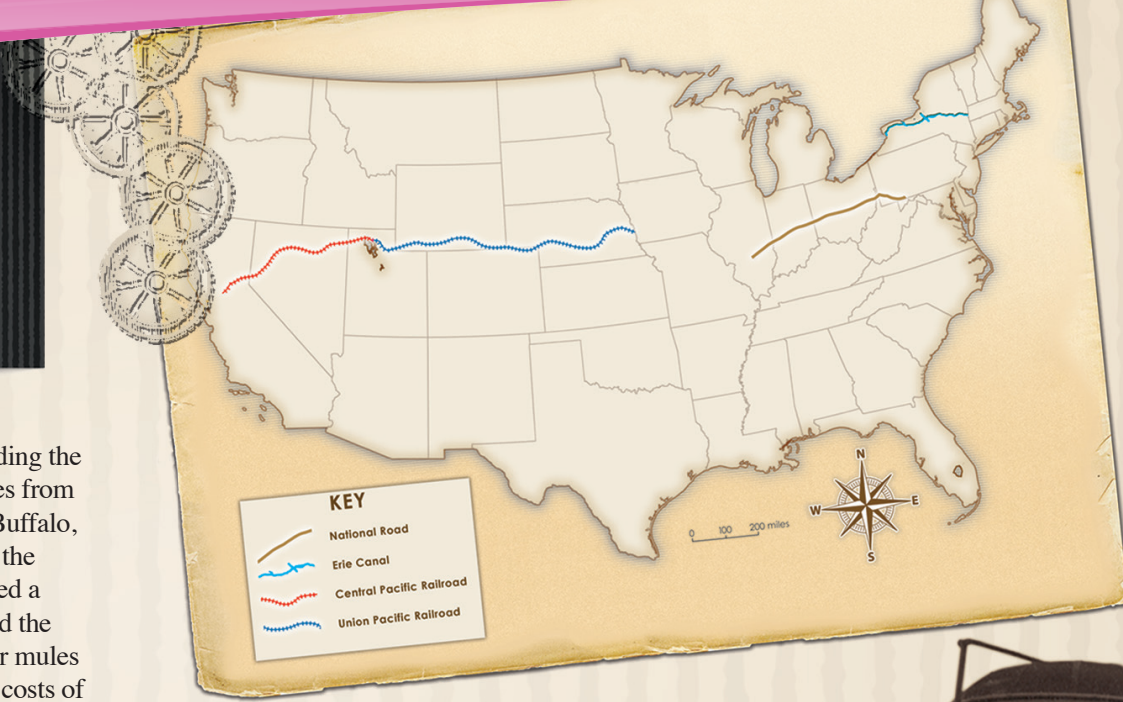 ding the
es from
Buffalo,
the
ed a
d the
r mules
costs of
KEY
National Road
Erie Canal
Central Pacific Railroad
Union Pacific Railroad
0 100 200 miles
N
W E
S